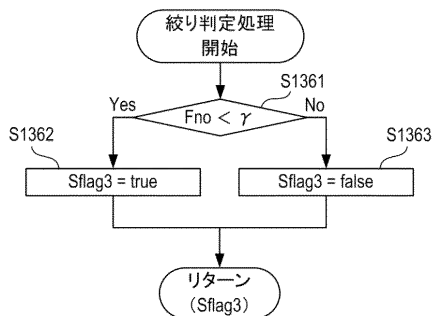 絞り判定処理
開始
S1361
Yes
Fno < γ
No
S1362
S1363
Sflag3 = true
Sflag3 = false
リターン
(Sflag3)